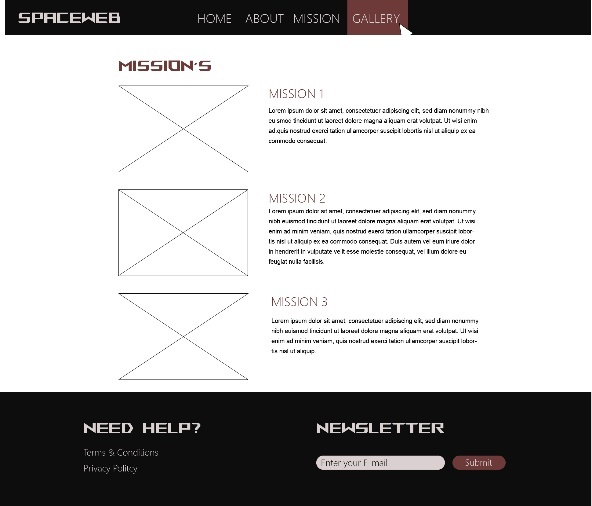 SPACEWEB
HOME ABOUT MISSION GALLERY
MISSION'S
MISSION 1
Lorem ipsum dolor sit amet, consectetuer adipiscing elit, sed diam nonummy nibh
euismod tincidunt ut laoreet dolore magna aliquam erat volutpat. Ut wisi enim
ad quis nostrud exerci tation ullamcorper suscipit lobortis nisl ut aliquip ex ea
commodo consequat.
MISSION 2
Lorem ipsum dolor sit amet, consectetuer adipiscing elit, sed diam nonummy
nibh euismod tincidunt ut laoreet dolore magna aliquam erat volutpat. Ut wisi
enim ad minim veniam, quis nostrud exerci tation ullamcorper suscipit lobor-
tis nisl ut aliquip ex ea commodo consequat. Duis autem vel eum iriure dolor
in hendrerit in vulputate velit esse molestie consequat, vel illum dolore eu
feugiat nulla facilisis.
MISSION 3
Lorem ipsum dolor sit amet, consectetuer adipiscing elit, sed diam nonummy
nibh euismod tincidunt ut laoreet dolore magna aliquam erat volutpat. Ut wisi
enim ad minim veniam, quis nostrud exerci tation ullamcorper suscipit lobor-
tis nisl ut aliquip.
NEED HELP?
Terms & Conditions
Privacy Politcy
NEWSLETTER
Enter your E-mail
Submit